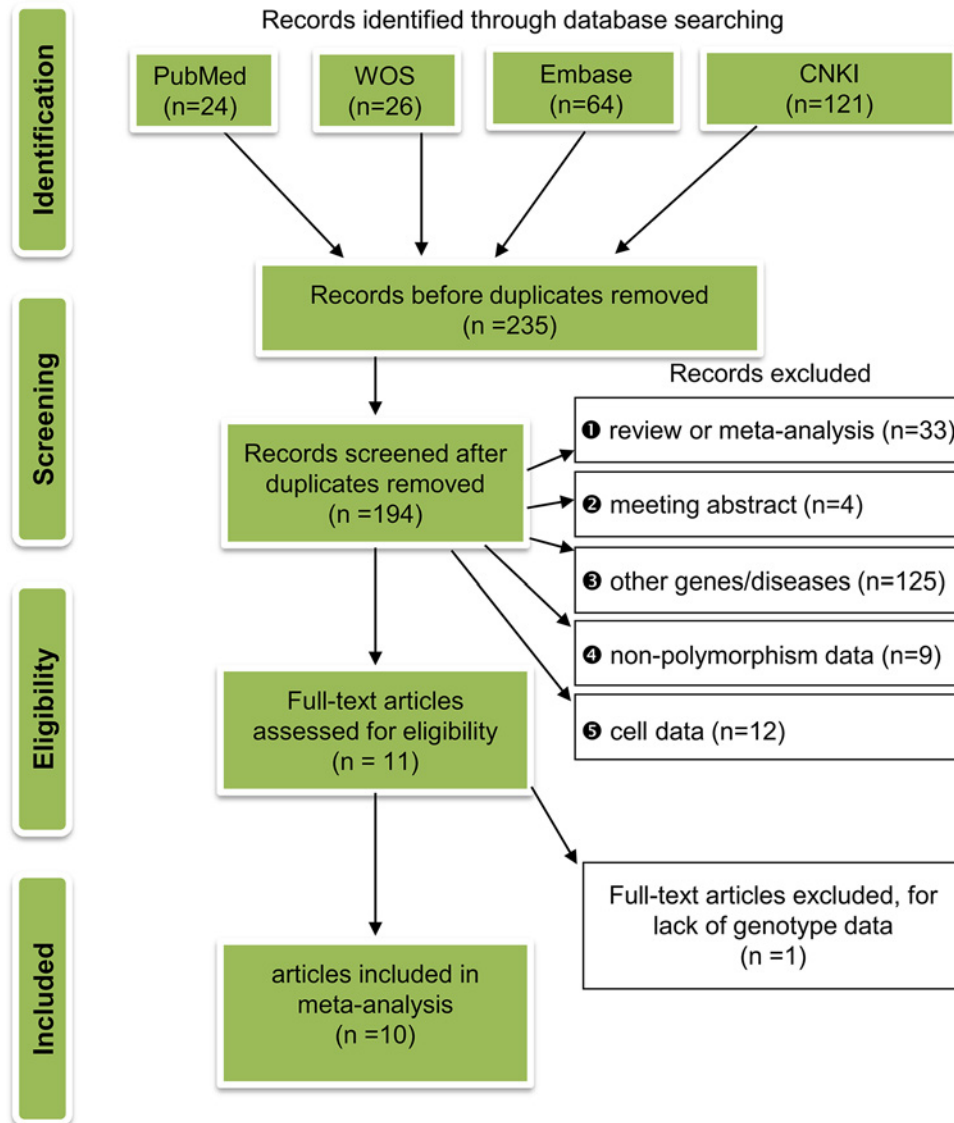 Records identified through database searching
Identification
PubMed
(n=24)
WOS
(n=26)
Embase
(n=64)
CNKI
(n=121)
Records before duplicates removed
(n =235)
Screening
Records screened after
duplicates removed
(n =194)
Records excluded
❶ review or meta-analysis (n=33)
❷ meeting abstract (n=4)
❸ other genes/diseases (n=125)
❹ non-polymorphism data (n=9)
❺ cell data (n=12)
Eligibility
Full-text articles
assessed for eligibility
(n = 11)
Full-text articles excluded, for
lack of genotype data
(n =1)
Included
articles included in
meta-analysis
(n =10)